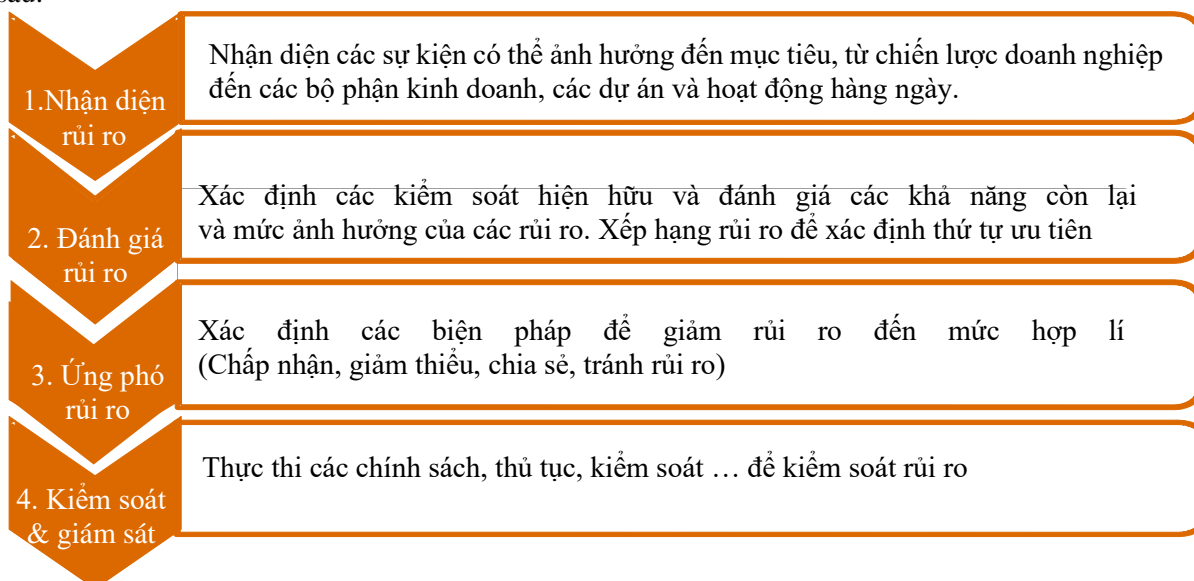 sau:
1.Nhận diện
rủi ro
Nhận diện các sự kiện có thể ảnh hưởng đến mục tiêu, từ chiến lược doanh nghiệp
đến các bộ phận kinh doanh, các dự án và hoạt động hàng ngày.
2. Đánh giá
rủi ro
Xác định các kiểm soát hiện hữu và đánh giá các khả năng còn lại
và mức ảnh hưởng của các rủi ro. Xếp hạng rủi ro để xác định thứ tự ưu tiên
3. Ứng phó
rủi ro
Xác định các biện pháp để giảm rủi ro đến mức hợp lí
(Chấp nhận, giảm thiểu, chia sẻ, tránh rủi ro)
4. Kiểm soát
& giám sát
Thực thi các chính sách, thủ tục, kiểm soát … để kiểm soát rủi ro